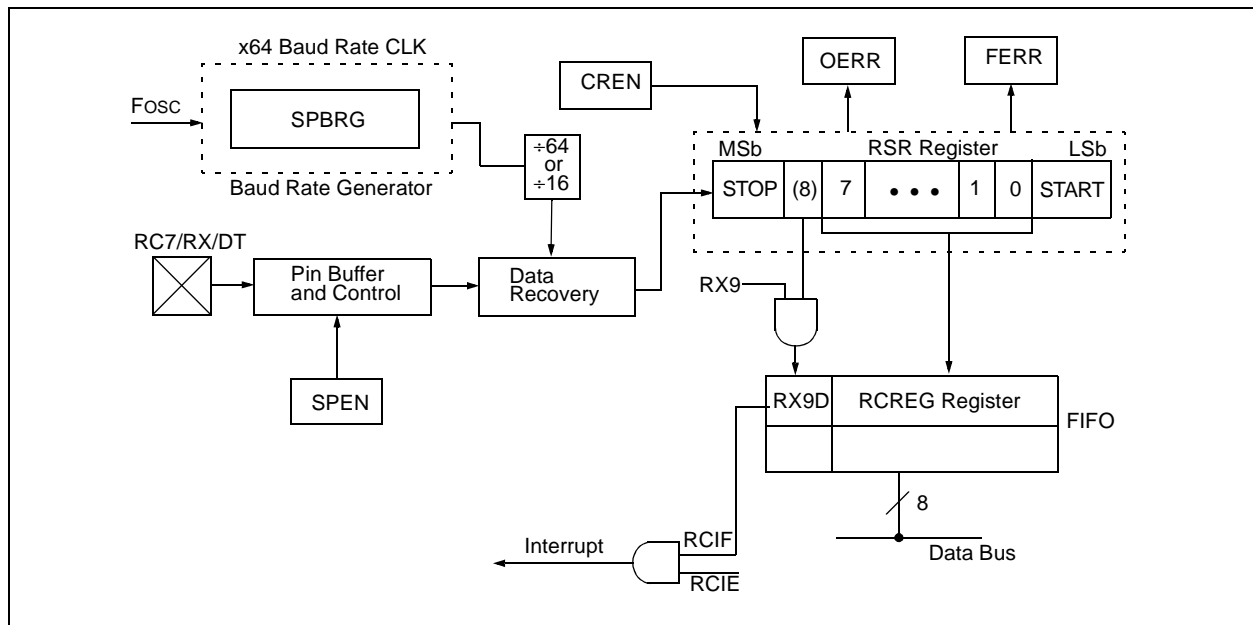 x64 Baud Rate CLK
FOSC
SPBRG
Baud Rate Generator
÷64
or
÷16
CREN
OERR
FERR
MSb
RSR Register
LSb
STOP
(8)
7
• • •
1
0
START
RC7/RX/DT
Pin Buffer
and Control
Data
Recovery
SPEN
RX9
RX9D
RCREG Register
FIFO
8
Data Bus
Interrupt
RCIF
RCIE